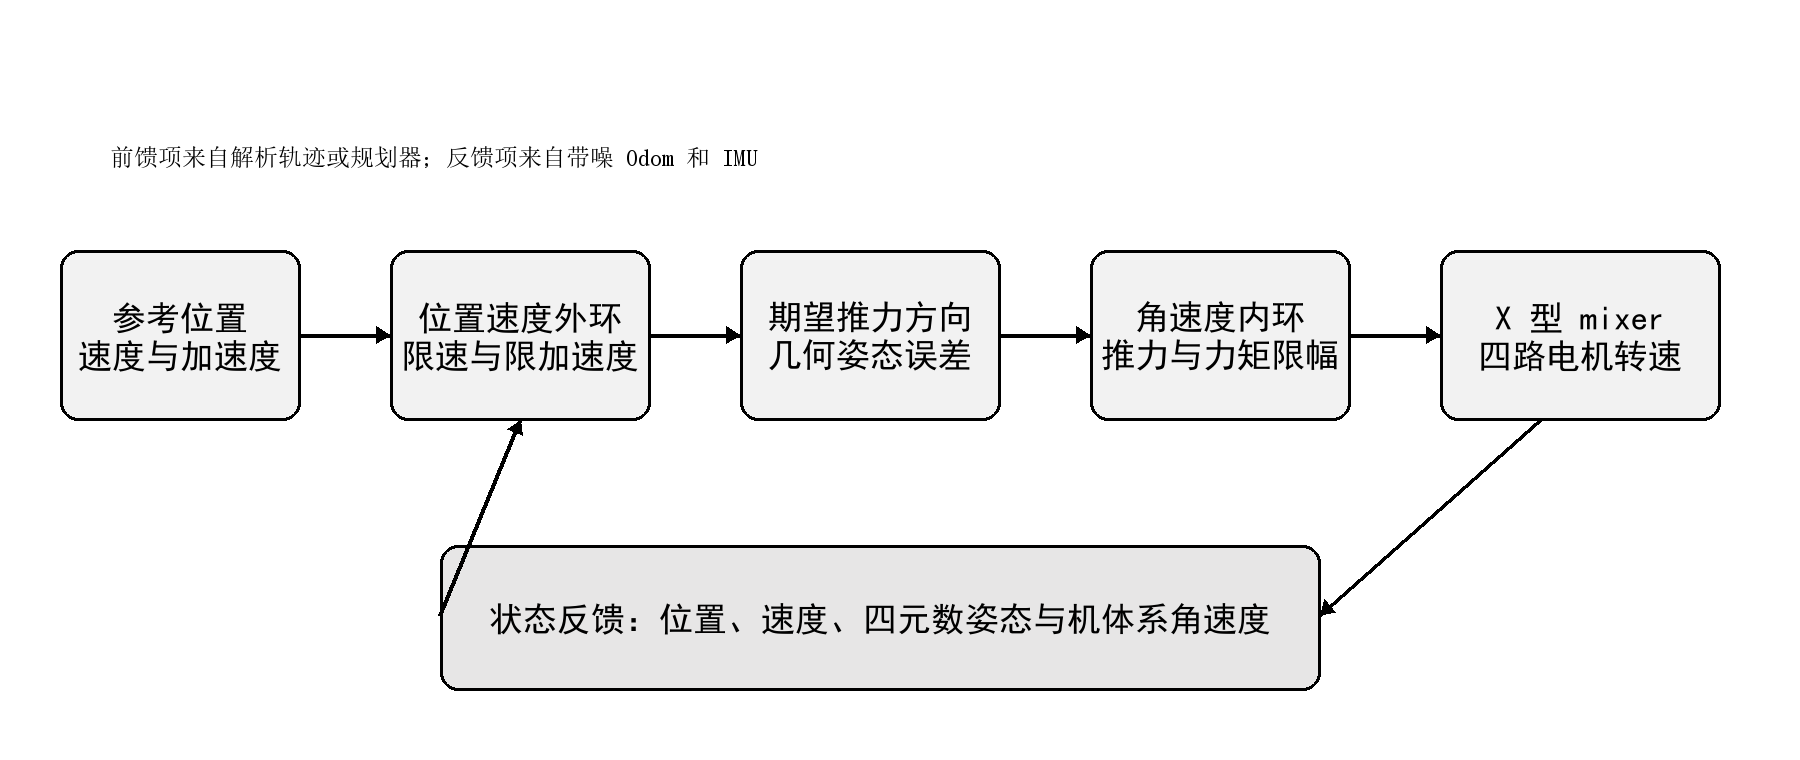 前馈项来自解析轨迹或规划器；反馈项来自带噪 Odom 和 IMU
参考位置
速度与加速度
位置速度外环
限速与限加速度
期望推力方向
几何姿态误差
角速度内环
推力与力矩限幅
X 型 mixer
四路电机转速
状态反馈：位置、速度、四元数姿态与机体系角速度